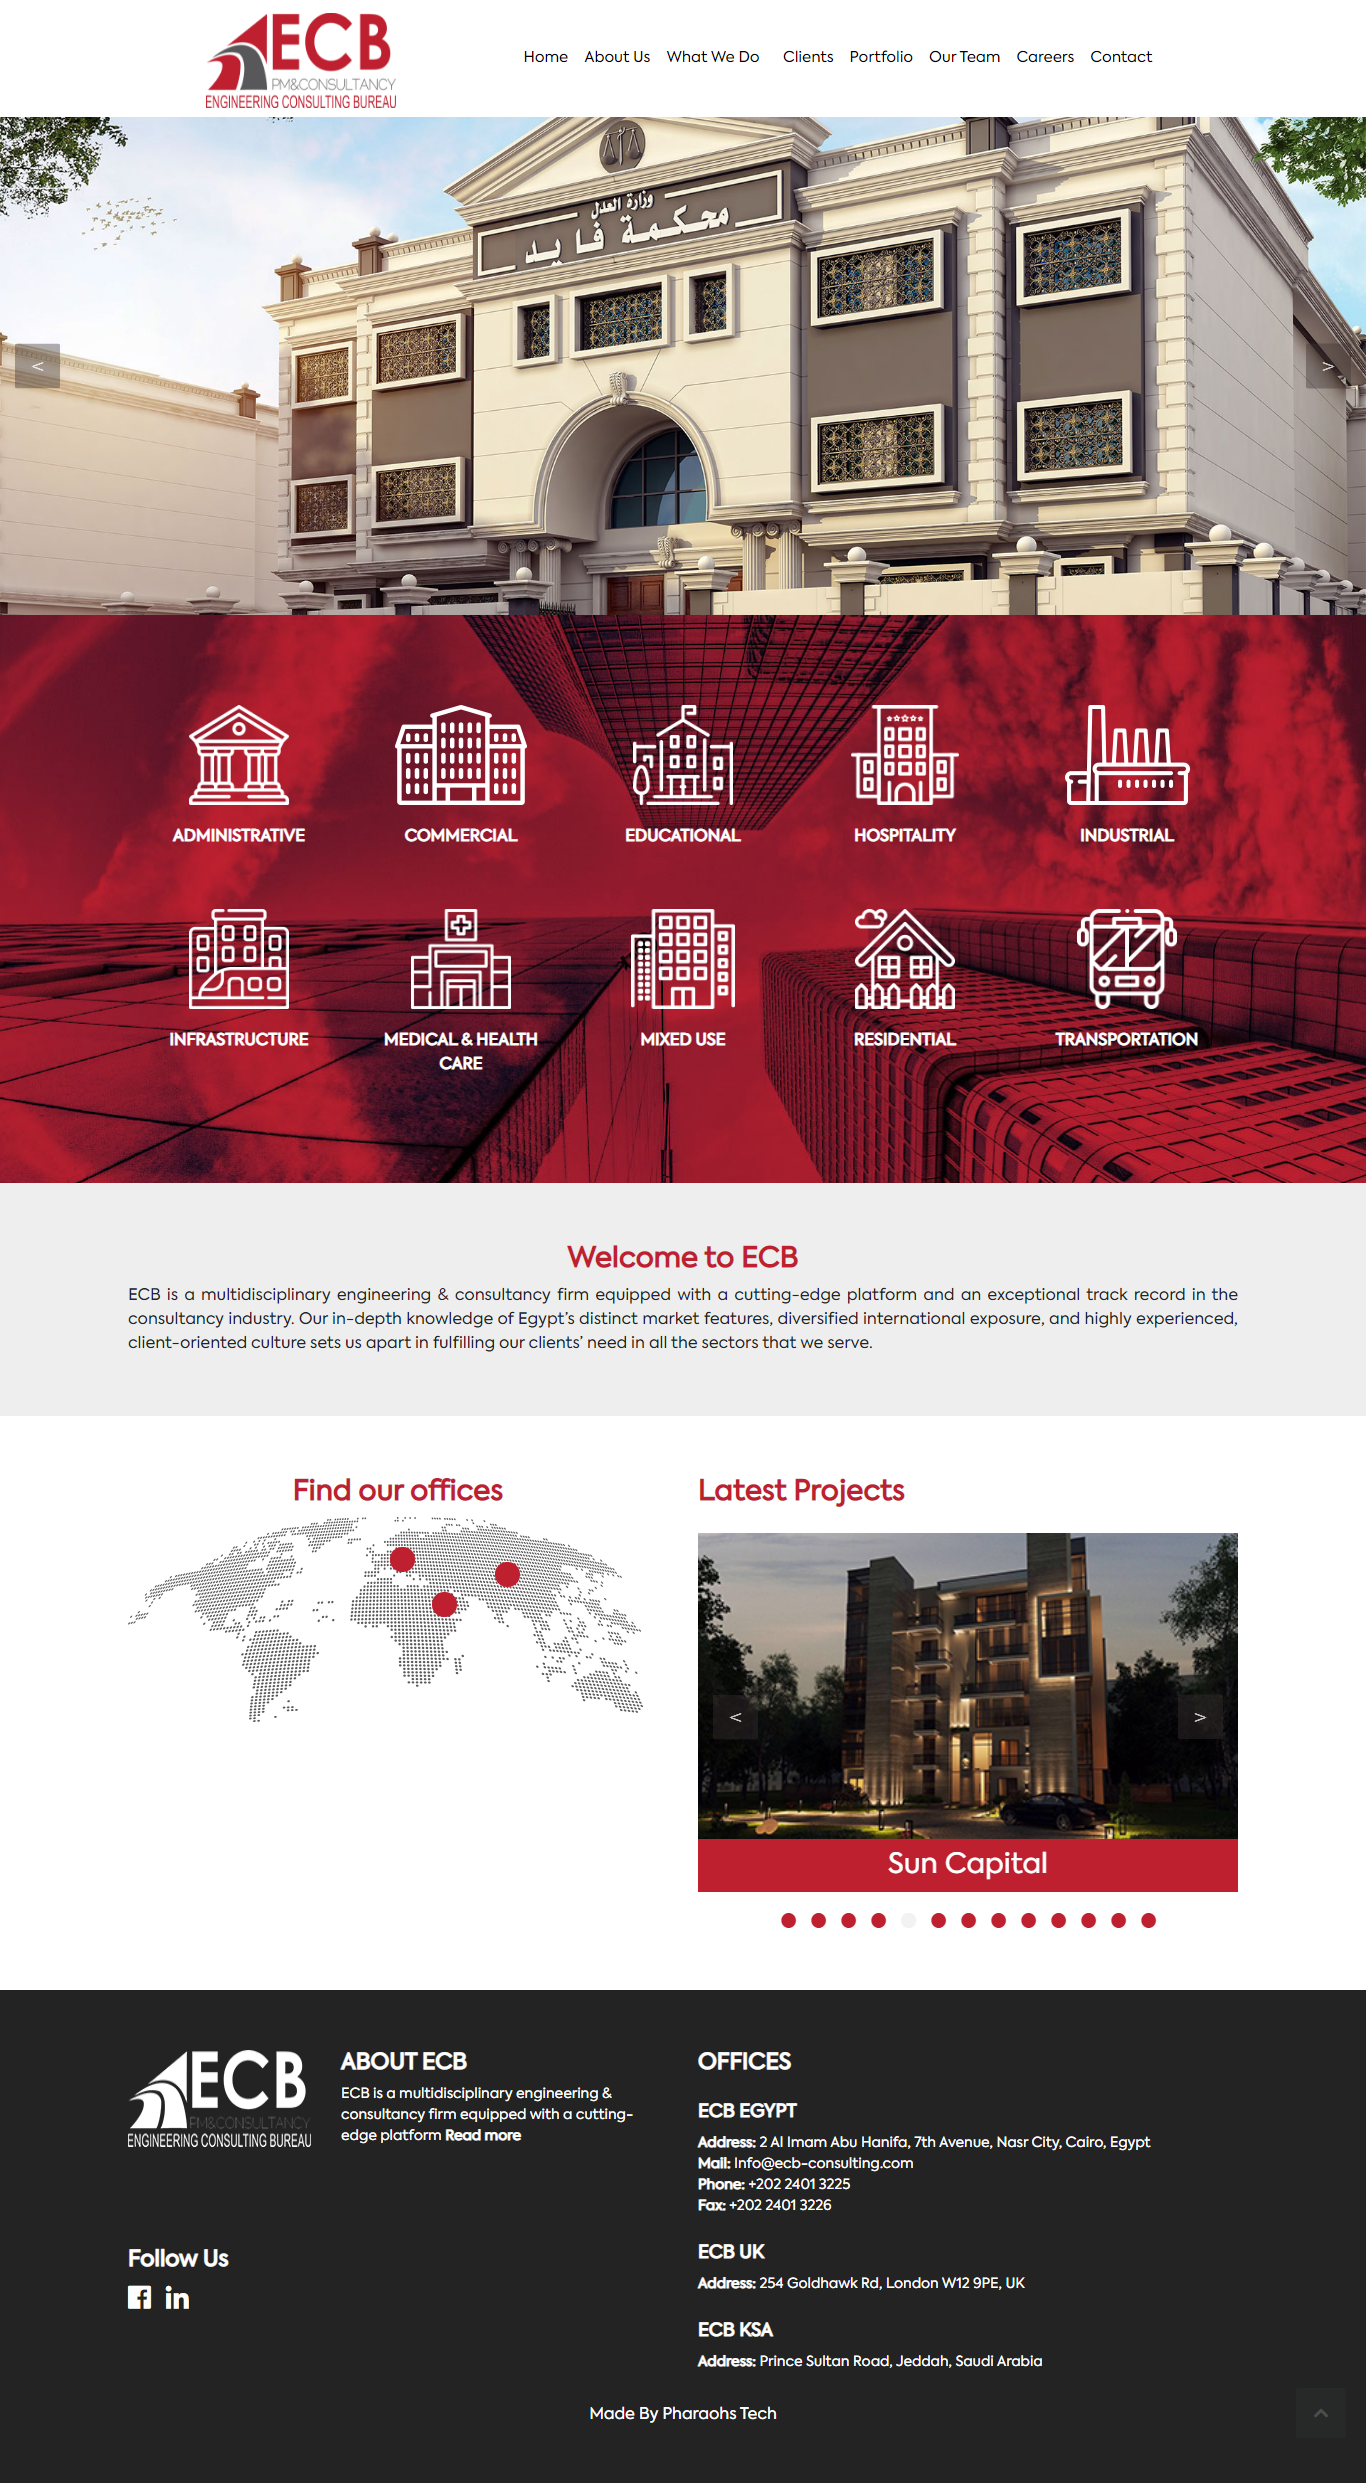 ECB
PM&CONSULTANCY
ENGINEERING CONSULTING BUREAU
Home About Us What We Do Clients Portfolio Our Team Careers Contact
وزارة العدل
محكمة فايد
<
>
ADMINISTRATIVE
COMMERCIAL
EDUCATIONAL
HOSPITALITY
INDUSTRIAL
INFRASTRUCTURE
MEDICAL & HEALTH
CARE
MIXED USE
RESIDENTIAL
TRANSPORTATION
Welcome to ECB
ECB is a multidisciplinary engineering & consultancy firm equipped with a cutting-edge platform and an exceptional track record in the
consultancy industry. Our in-depth knowledge of Egypt’s distinct market features, diversified international exposure, and highly experienced,
client-oriented culture sets us apart in fulfilling our clients’ need in all the sectors that we serve.
Find our offices
Latest Projects
<
>
Sun Capital
ECB
PM&CONSULTANCY
ENGINEERING CONSULTING BUREAU
ABOUT ECB
ECB is a multidisciplinary engineering &
consultancy firm equipped with a cutting-
edge platform Read more
Follow Us
OFFICES
ECB EGYPT
Address: 2 Al Imam Abu Hanifa, 7th Avenue, Nasr City, Cairo, Egypt
Mail: Info@ecb-consulting.com
Phone: +202 2401 3225
Fax: +202 2401 3226
ECB UK
Address: 254 Goldhawk Rd, London W12 9PE, UK
ECB KSA
Address: Prince Sultan Road, Jeddah, Saudi Arabia
Made By Pharaohs Tech